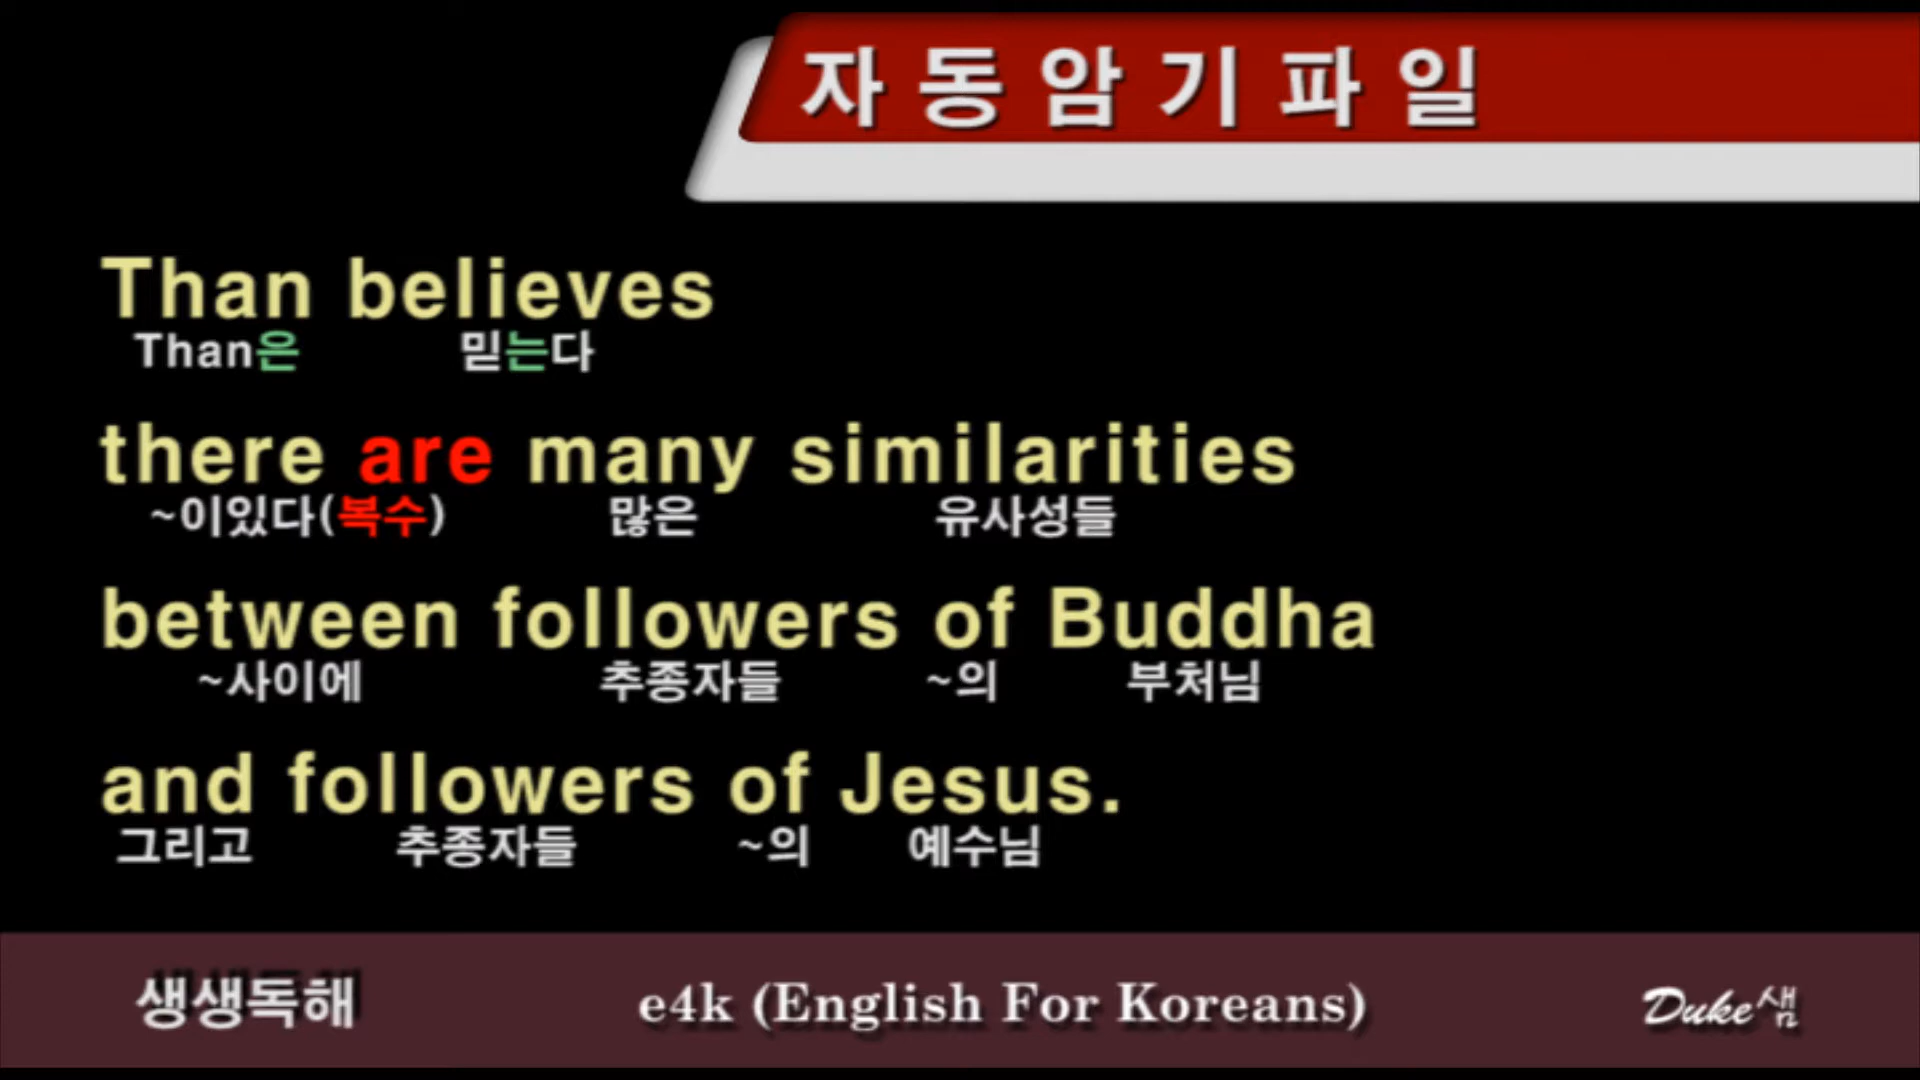 자동암기파일
Than believes
Than은 믿는다
there are many similarities
~이있다(복수) 많은 유사성들
between followers of Buddha
~사이에 추종자들 ~의 부처님
and followers of Jesus.
그리고 추종자들 ~의 예수님
생생독해 e4k (English For Koreans) Duke샘